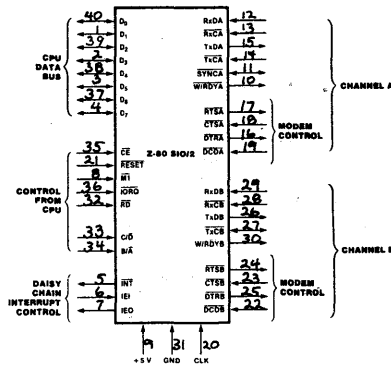 CPU DATA BUS
40 D0
1 D1
39 D2
2 D3
38 D4
3 D5
37 D6
4 D7
CONTROL FROM CPU
35 CE
21 RESET
8 M1
36 IORQ
32 RD
33 C/D
34 B/A
DAISY CHAIN INTERRUPT CONTROL
5 INT
6 IEI
7 IEO
Z-80 SIO/2
RxDA 12
RxCA 13
TxDA 15
TxCA 14
SYNCA 11
W/RDYA 10
RTSA 17
CTSA 18
DTRA 16
DCDA 19
MODEM CONTROL
CHANNEL A
RxDB 29
RxCB 28
TxDB 26
TxCB 27
W/RDYB 30
RTSB 24
CTSB 23
DTRB 25
DCDB 22
MODEM CONTROL
CHANNEL B
9 31 20
+5V GND CLK